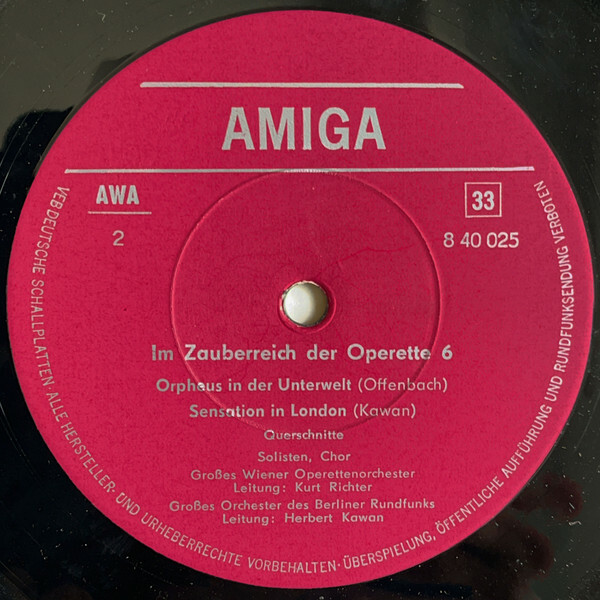 AMIGA
AWA
33
2
8 40 025
Im Zauberreich der Operette 6
Orpheus in der Unterwelt (Offenbach)
Sensation in London (Kawan)
Querschnitte
Solisten, Chor
Großes Wiener Operettenorchester
Leitung: Kurt Richter
Großes Orchester des Berliner Rundfunks
Leitung: Herbert Kawan
VEB DEUTSCHE SCHALLPLATTEN · ALLE HERSTELLER- UND URHEBERRECHTE VORBEHALTEN · ÜBERSPIELUNG, ÖFFENTLICHE AUFFÜHRUNG UND RUNDFUNKSENDUNG VERBOTEN